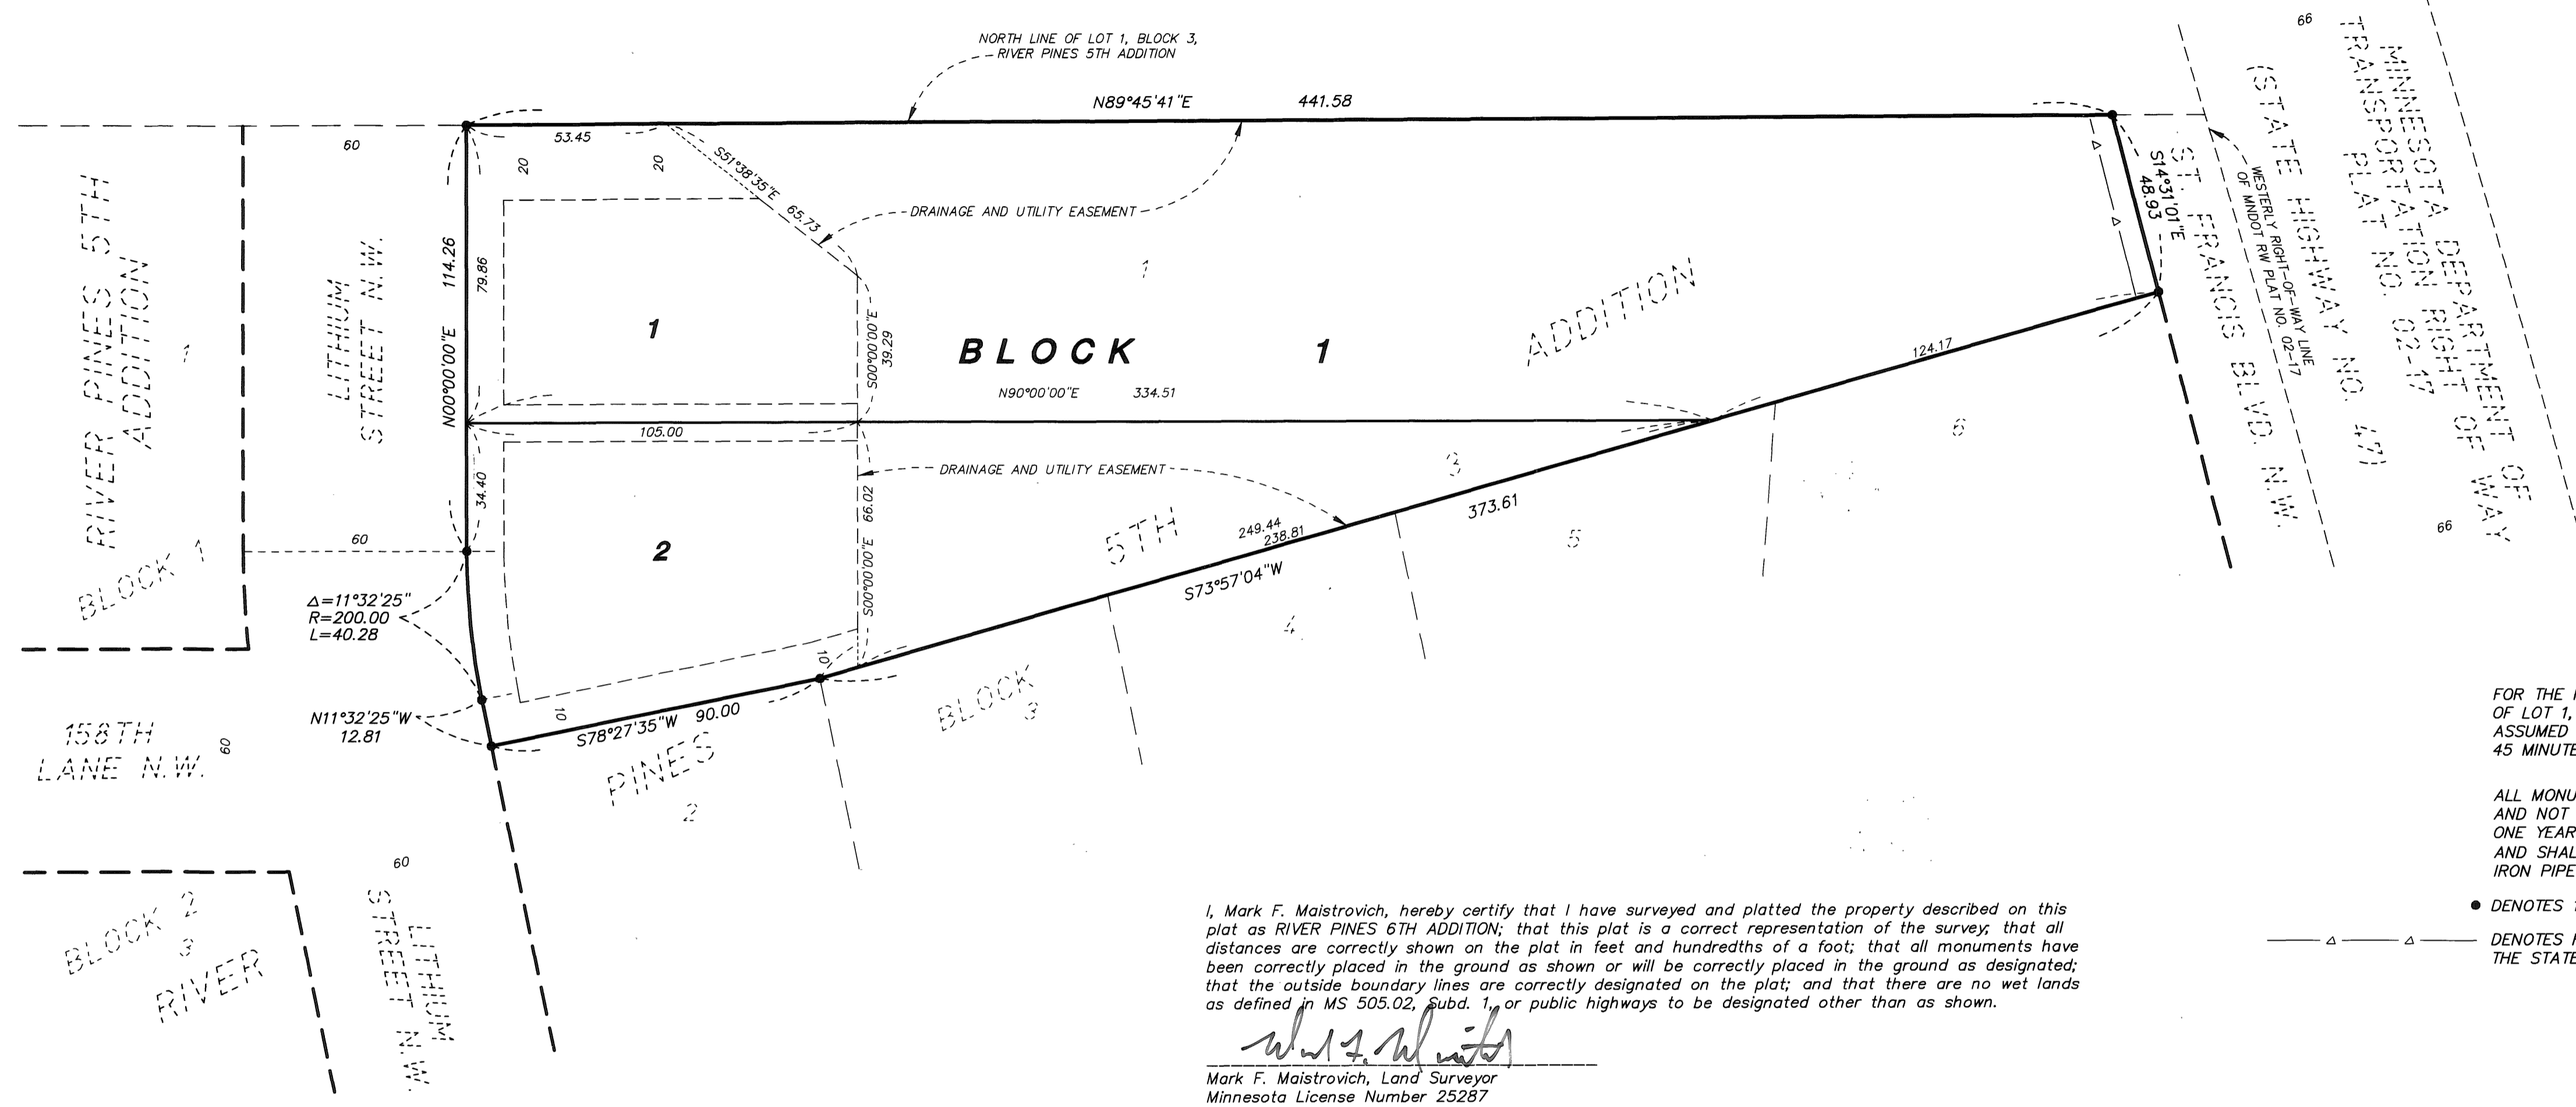 NORTH LINE OF LOT 1, BLOCK 3,
RIVER PINES 5TH ADDITION
N89°45'41"E 441.58
53.45
60
20
20
S51°38'35"E 65.73
DRAINAGE AND UTILITY EASEMENT
RIVER PINES 5TH
ADDITION
1
BLOCK 1
LITHIUM
STREET N.W.
N00°00'00"E 114.26
79.86
34.40
1
S00°00'00"E
39.29
1
BLOCK 1
ADDITION
N90°00'00"E 334.51
105.00
DRAINAGE AND UTILITY EASEMENT
S14°31'01"E
48.93
124.17
66
MINNESOTA DEPARTMENT OF
TRANSPORTATION RIGHT OF WAY
PLAT NO. 02-17
(STATE HIGHWAY NO. 47)
ST. FRANCIS BLVD. N.W.
WESTERLY RIGHT-OF-WAY LINE
OF MNDOT RW PLAT NO. 02-17
66
60
2
S00°00'00"E 66.02
3
5TH
249.44
238.81
373.61
S73°57'04"W
4
5
6
Δ=11°32'25"
R=200.00
L=40.28
N11°32'25"W
12.81
10
10
S78°27'35"W 90.00
PINES
2
BLOCK
3
158TH
LANE N.W.
60
60
LITHIUM
STREET N.W.
BLOCK 2
3
RIVER
I, Mark F. Maistrovich, hereby certify that I have surveyed and platted the property described on this
plat as RIVER PINES 6TH ADDITION; that this plat is a correct representation of the survey; that all
distances are correctly shown on the plat in feet and hundredths of a foot; that all monuments have
been correctly placed in the ground as shown or will be correctly placed in the ground as designated;
that the outside boundary lines are correctly designated on the plat; and that there are no wet lands
as defined in MS 505.02, Subd. 1, or public highways to be designated other than as shown.
Mark F. Maistrovich, Land Surveyor
Minnesota License Number 25287
FOR THE
OF LOT 1,
ASSUMED
45 MINUTE
ALL MONU
AND NOT
ONE YEAR
AND SHAL
IRON PIPE
DENOTES
DENOTES
THE STATE